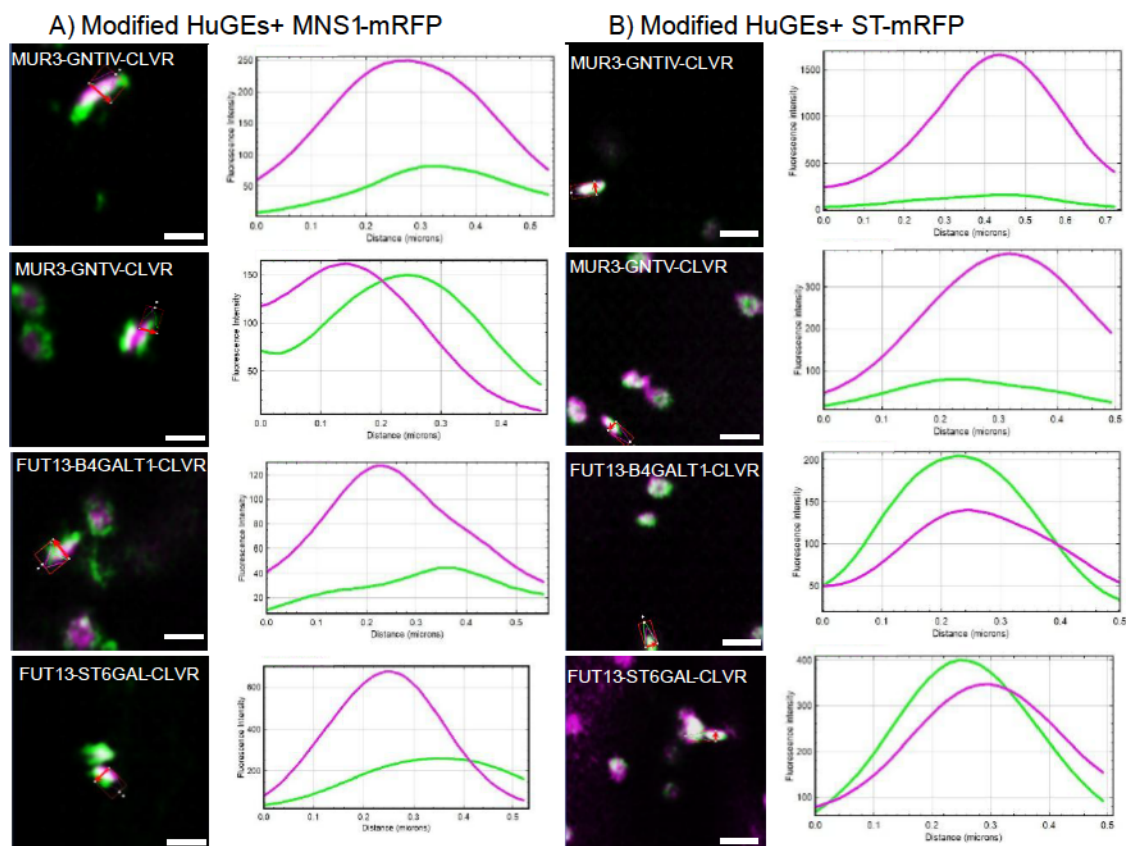 A) Modified HuGEs+ MNS1-mRFP
B) Modified HuGEs+ ST-mRFP
MUR3-GNTIV-CLVR
250
200
150
100
50
Fluorescence Intensity
0.0 0.1 0.2 0.3 0.4 0.5
Distance (microns)
MUR3-GNTIV-CLVR
1500
1000
500
0
Fluorescence Intensity
0.0 0.1 0.2 0.3 0.4 0.5 0.6 0.7
Distance (microns)
MUR3-GNTV-CLVR
150
100
50
Fluorescence Intensity
0.0 0.1 0.2 0.3 0.4
Distance (microns)
MUR3-GNTV-CLVR
300
200
100
Fluorescence Intensity
0.0 0.1 0.2 0.3 0.4 0.5
Distance (microns)
FUT13-B4GALT1-CLVR
120
100
80
60
40
20
Fluorescence Intensity
0.0 0.1 0.2 0.3 0.4 0.5
Distance (microns)
FUT13-B4GALT1-CLVR
200
150
100
50
Fluorescence Intensity
0.0 0.1 0.2 0.3 0.4 0.5
Distance (microns)
FUT13-ST6GAL-CLVR
600
400
200
Fluorescence Intensity
0.0 0.1 0.2 0.3 0.4 0.5
Distance (microns)
FUT13-ST6GAL-CLVR
400
300
200
100
Fluorescence intensity
0.0 0.1 0.2 0.3 0.4 0.5
Distance (microns)